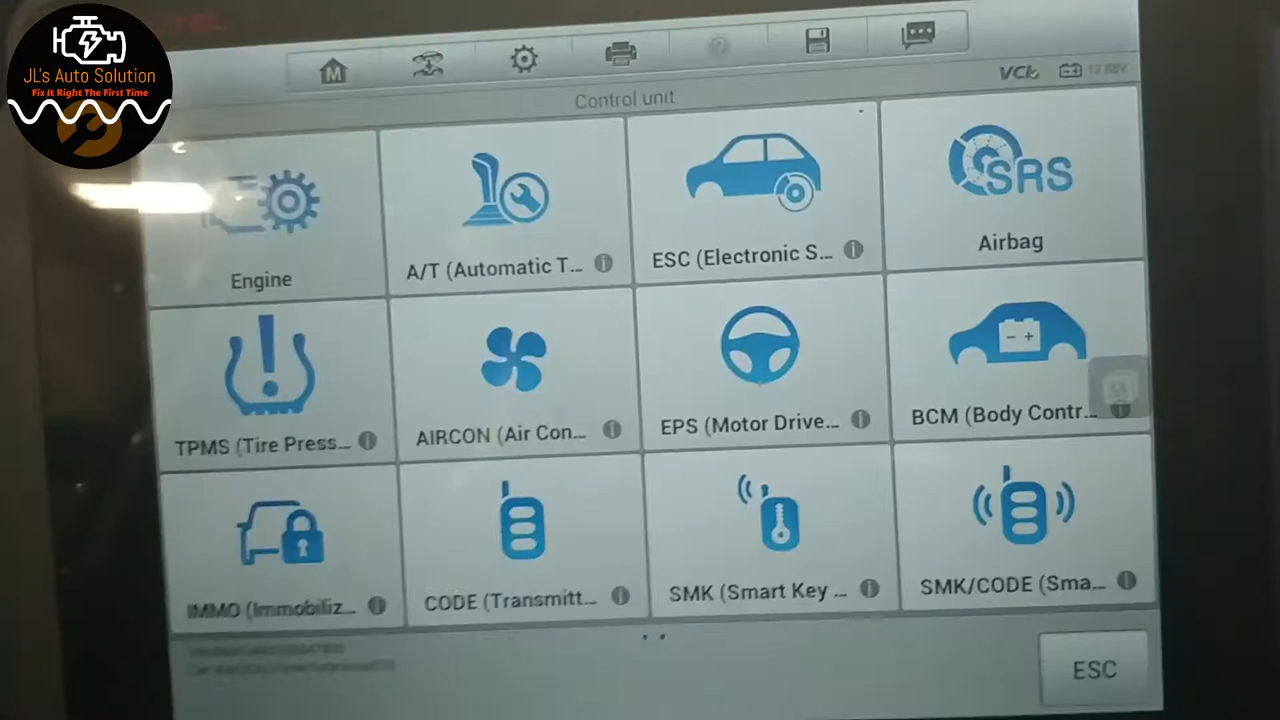 JL's Auto Solution
Fix It Right The First Time
M
VCI
Control unit
SRS
Engine
A/T (Automatic T...
ESC (Electronic S...
Airbag
TPMS (Tire Press...
AIRCON (Air Con...
EPS (Motor Drive...
BCM (Body Contr...
IMMO (Immobiliz...
CODE (Transmitt...
SMK (Smart Key ...
SMK/CODE (Sma...
ESC